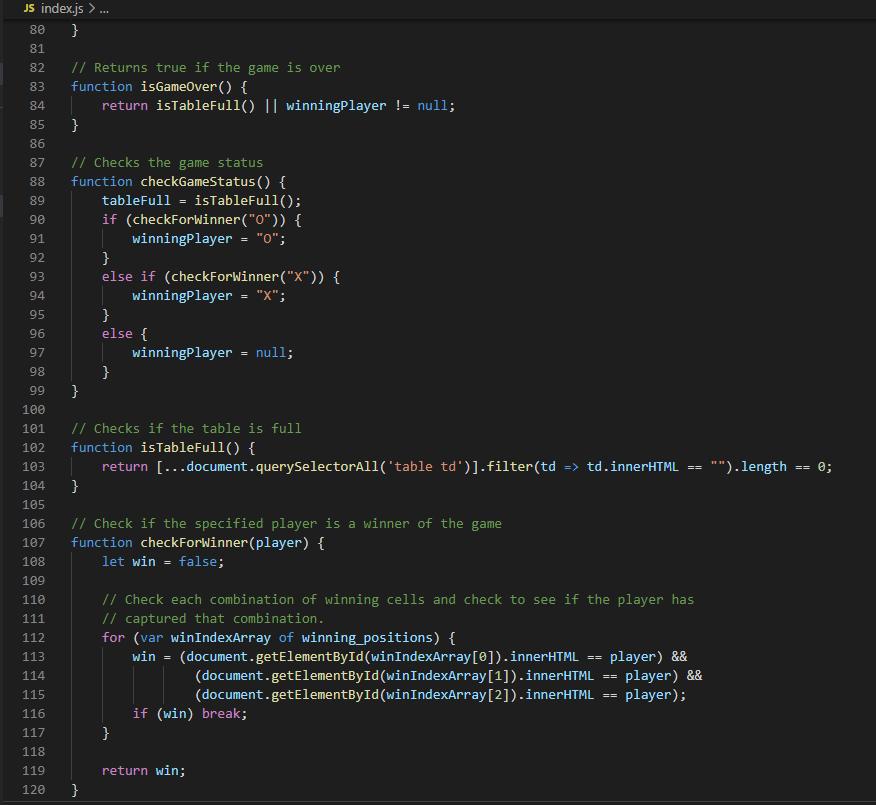 JS index.js > ...
80 }
81
82 // Returns true if the game is over
83 function isGameOver() {
84     return isTableFull() || winningPlayer != null;
85 }
86
87 // Checks the game status
88 function checkGameStatus() {
89     tableFull = isTableFull();
90     if (checkForWinner("O")) {
91         winningPlayer = "O";
92     }
93     else if (checkForWinner("X")) {
94         winningPlayer = "X";
95     }
96     else {
97         winningPlayer = null;
98     }
99 }
100
101 // Checks if the table is full
102 function isTableFull() {
103     return [...document.querySelectorAll('table td')].filter(td => td.innerHTML == "").length == 0;
104 }
105
106 // Check if the specified player is a winner of the game
107 function checkForWinner(player) {
108     let win = false;
109
110     // Check each combination of winning cells and check to see if the player has
111     // captured that combination.
112     for (var winIndexArray of winning_positions) {
113         win = (document.getElementById(winIndexArray[0]).innerHTML == player) &&
114                 (document.getElementById(winIndexArray[1]).innerHTML == player) &&
115                 (document.getElementById(winIndexArray[2]).innerHTML == player);
116         if (win) break;
117     }
118
119     return win;
120 }